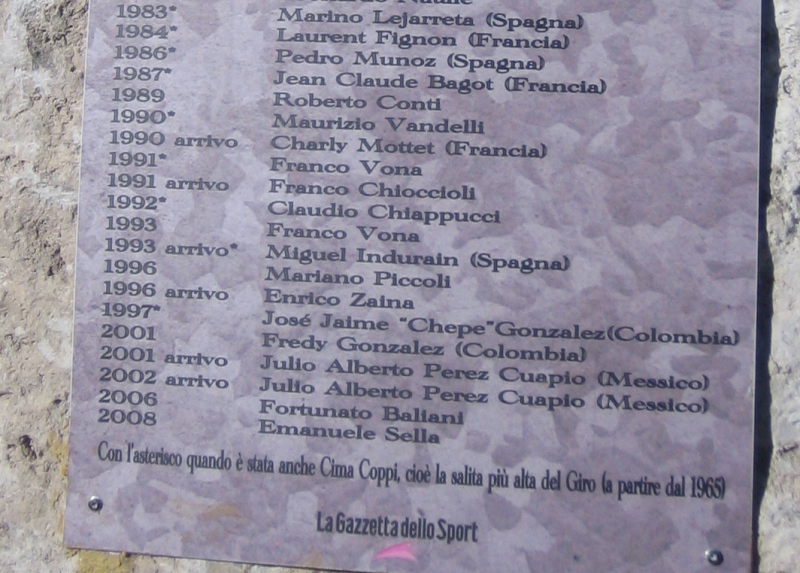 Natale
1983* Marino Lejarreta (Spagna)
1984* Laurent Fignon (Francia)
1986* Pedro Munoz (Spagna)
1987* Jean Claude Bagot (Francia)
1989 Roberto Conti
1990* Maurizio Vandelli
1990 arrivo Charly Mottet (Francia)
1991* Franco Vona
1991 arrivo Franco Chioccioli
1992* Claudio Chiappucci
1993 Franco Vona
1993 arrivo* Miguel Indurain (Spagna)
1996 Mariano Piccoli
1996 arrivo Enrico Zaina
1997* José Jaime "Chepe"Gonzalez(Colombia)
2001 Fredy Gonzalez (Colombia)
2001 arrivo Julio Alberto Perez Cuapio (Messico)
2002 arrivo Julio Alberto Perez Cuapio (Messico)
2006 Fortunato Baliani
2008 Emanuele Sella
Con l'asterisco quando è stata anche Cima Coppi, cioè la salita più alta del Giro (a partire dal 1965)
La Gazzetta dello Sport